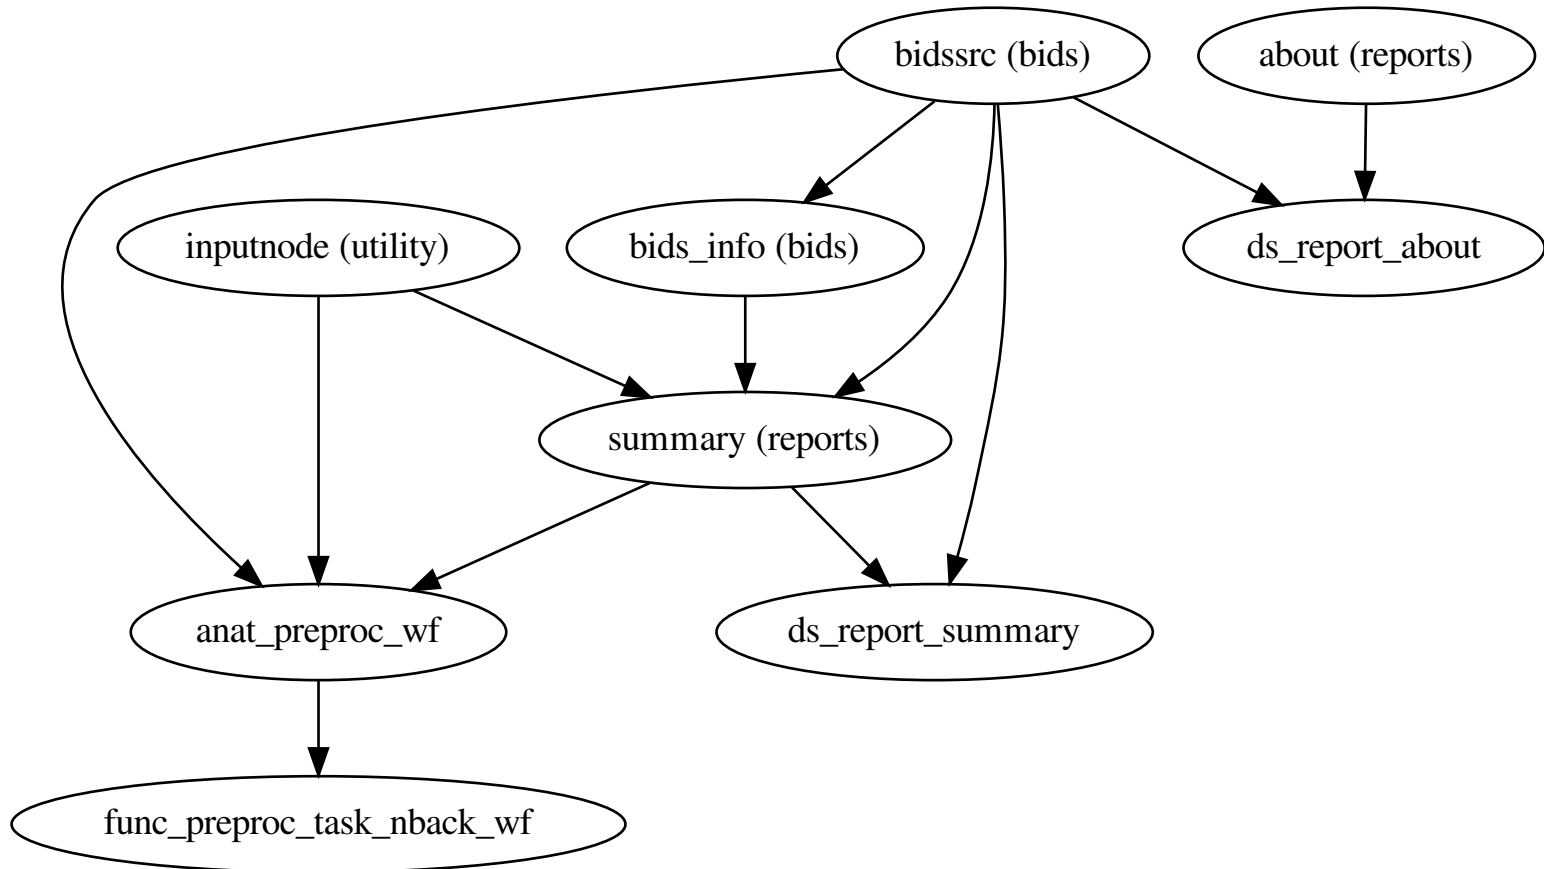 bidssrc (bids)
about (reports)
inputnode (utility)
bids_info (bids)
ds_report_about
summary (reports)
anat_preproc_wf
ds_report_summary
func_preproc_task_nback_wf